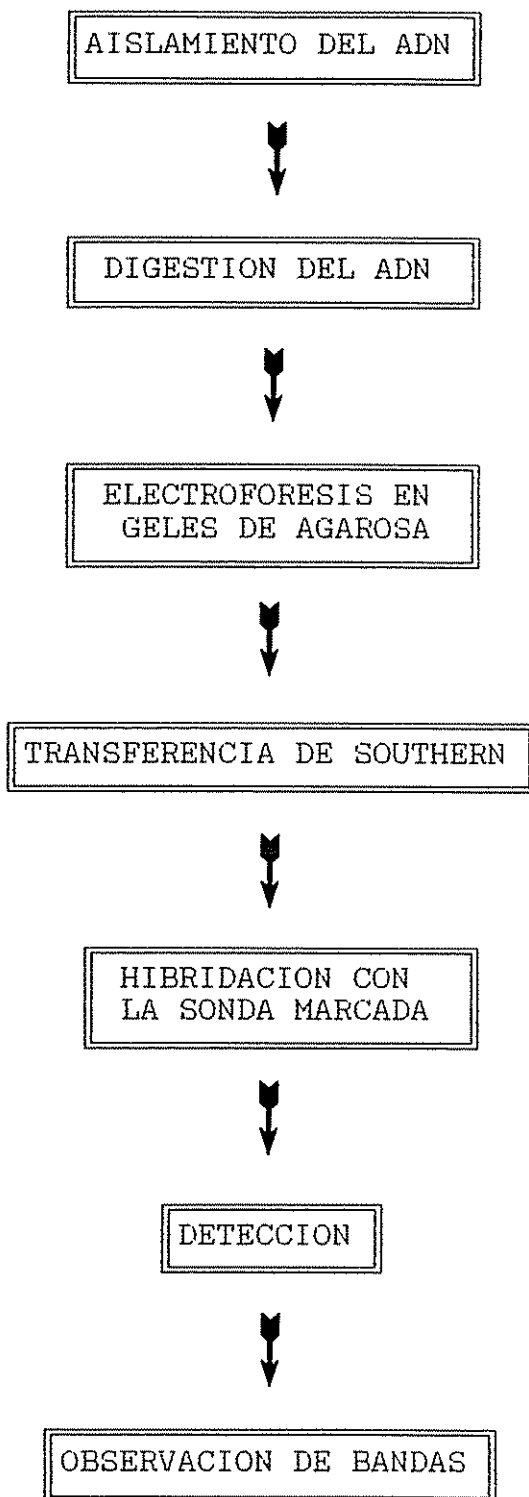 AISLAMIENTO DEL ADN
DIGESTION DEL ADN
ELECTROFORESIS EN
GELES DE AGAROSA
TRANSFERENCIA DE SOUTHERN
HIBRIDACION CON
LA SONDA MARCADA
DETECCION
OBSERVACION DE BANDAS